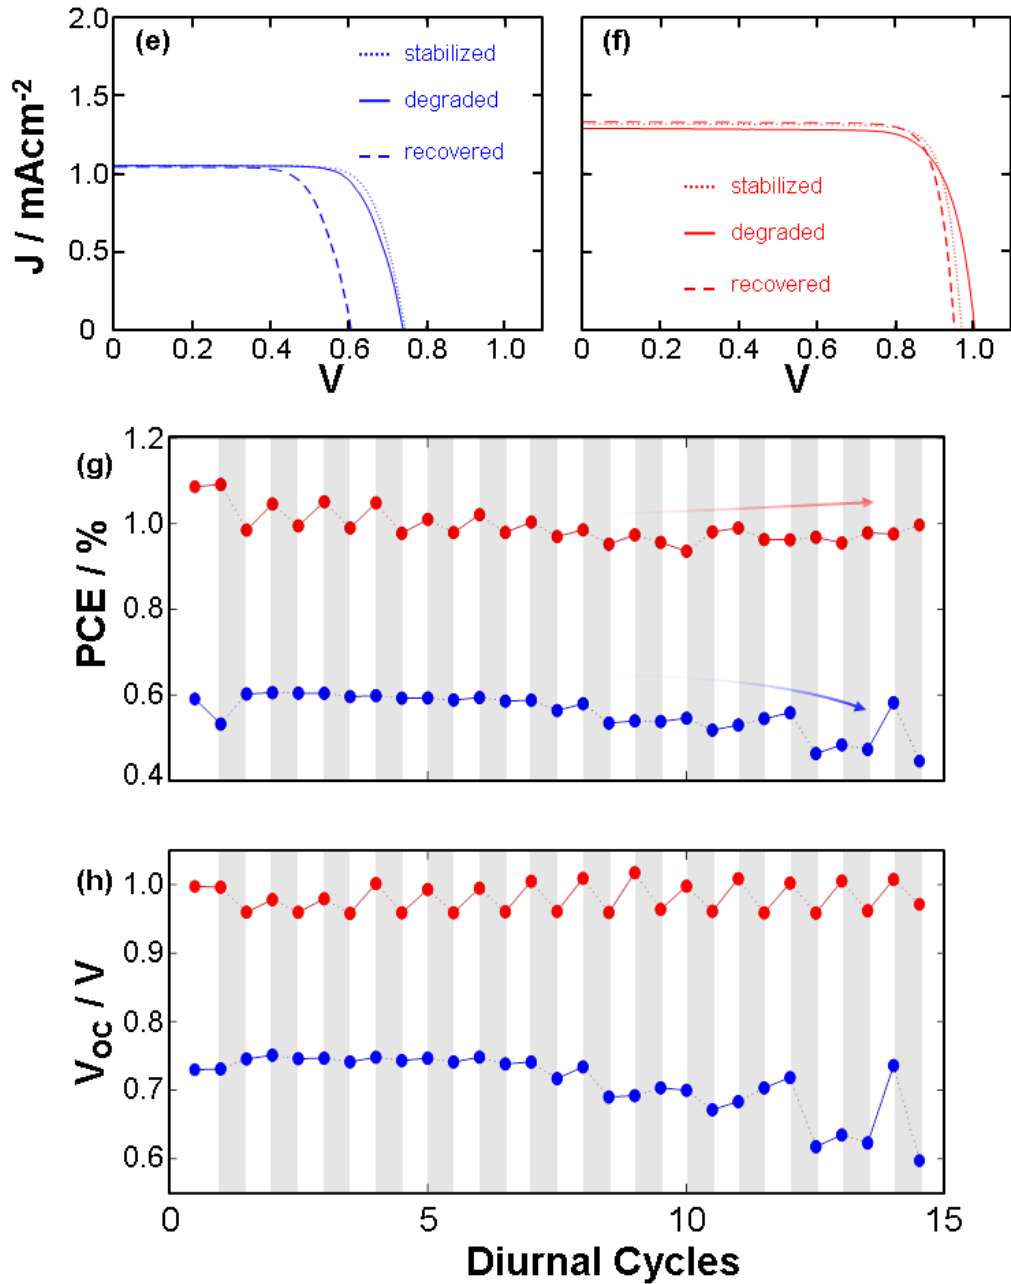 (e)
stabilized
degraded
recovered
J / mAcm-2
2.0
1.5
1.0
0.5
0
0 0.2 0.4 0.6 0.8 1.0
V
(f)
stabilized
degraded
recovered
0 0.2 0.4 0.6 0.8 1.0
V
(g)
PCE / %
1.2
1.0
0.8
0.6
0.4
(h)
VOC / V
1.0
0.9
0.8
0.7
0.6
0 5 10 15
Diurnal Cycles